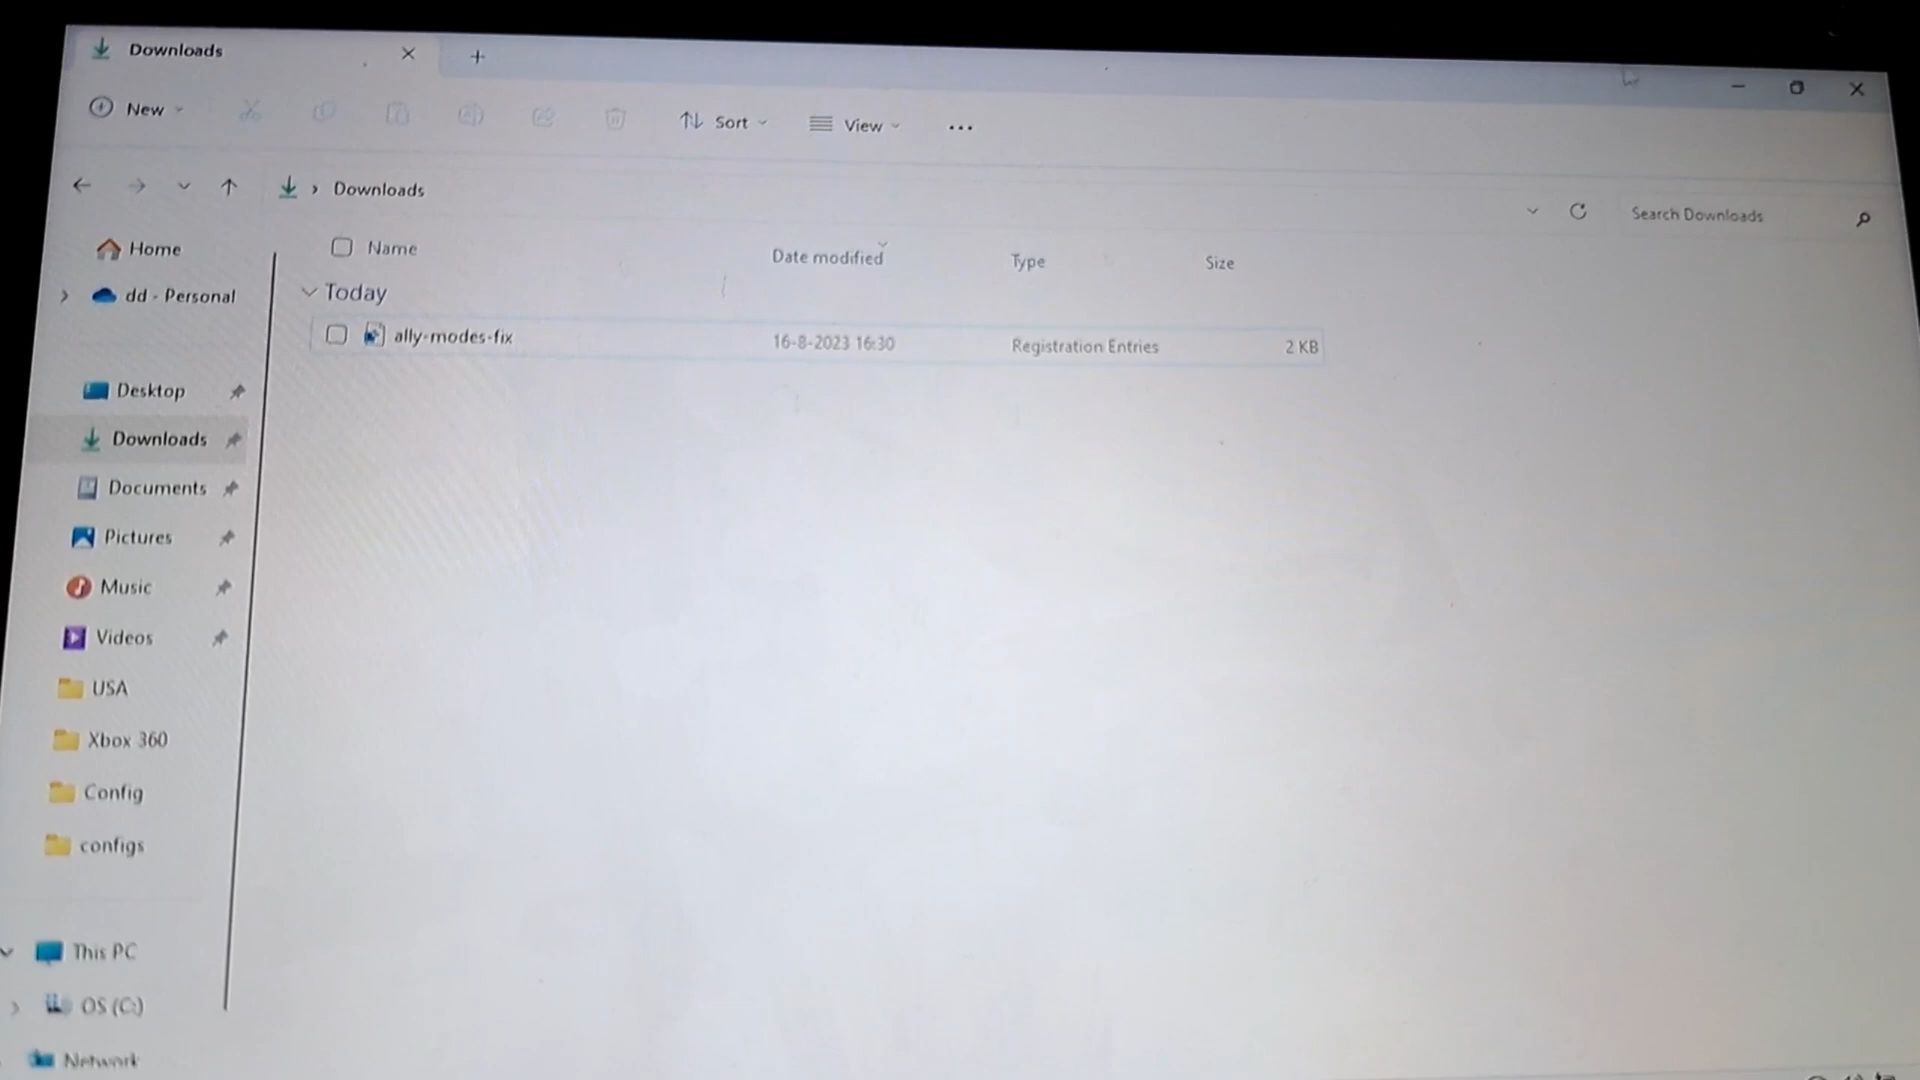 Downloads
New
Sort
View
Downloads
Search Downloads
Home
dd - Personal
Desktop
Downloads
Documents
Pictures
Music
Videos
USA
Xbox 360
Config
configs
This PC
OS (C:)
Network
Name Date modified Type Size
Today
ally-modes-fix 16-8-2023 16:30 Registration Entries 2 KB